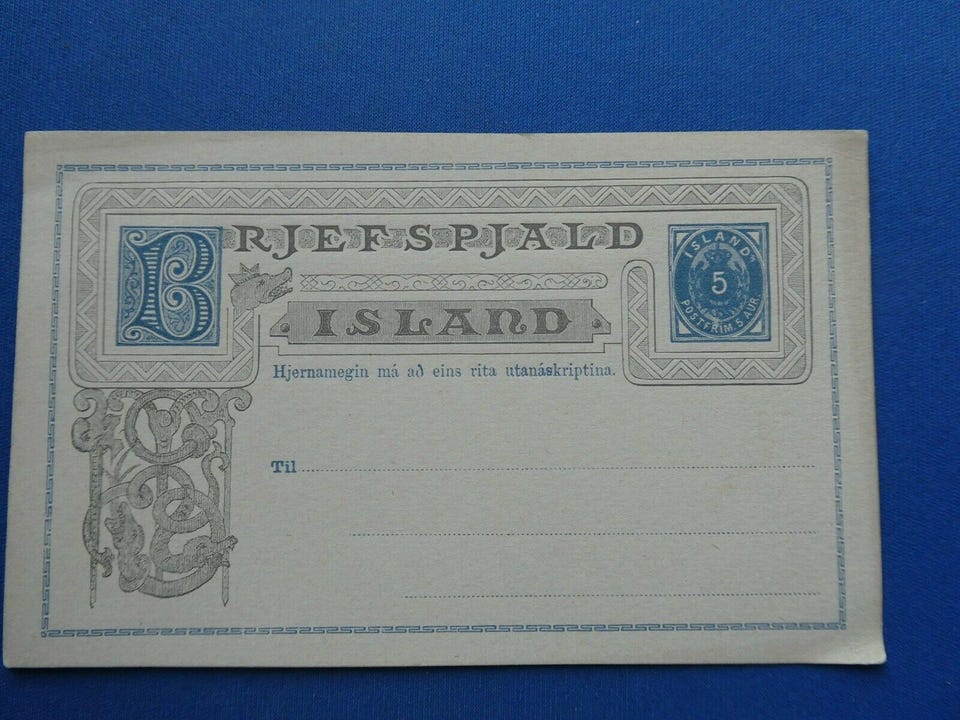 BRJEFSPJALD
ISLAND
ISLAND
5
POSTFRIM. 5 AUR.
Hjernamegin má að eins rita utanáskriptina.
Til